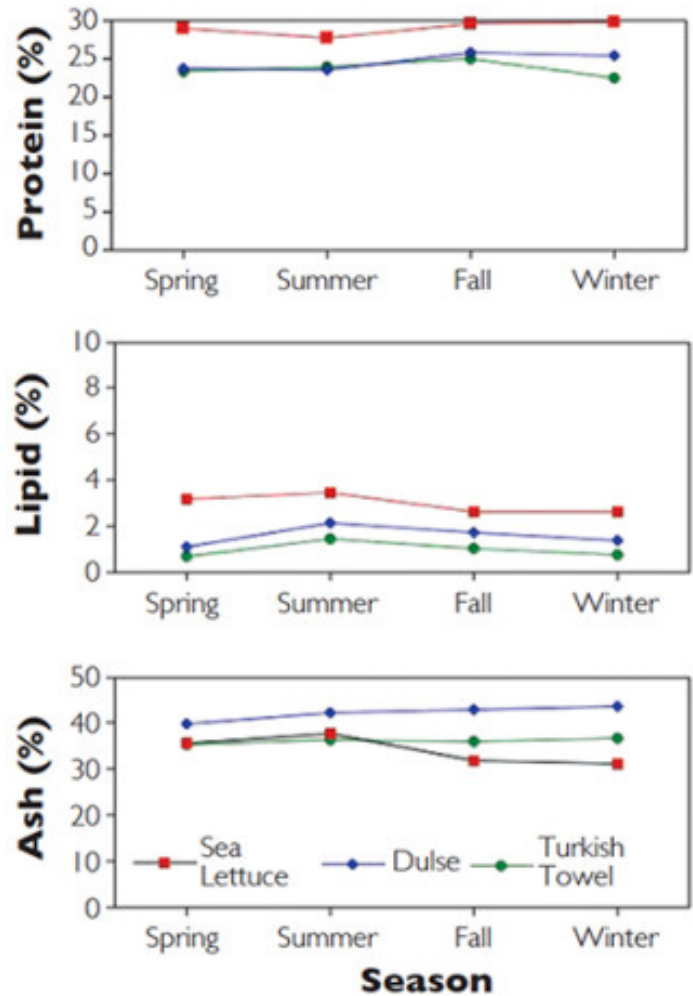 Protein (%)
30
25
20
15
10
5
0
Spring Summer Fall Winter
Lipid (%)
10
8
6
4
2
0
Spring Summer Fall Winter
Ash (%)
50
40
30
20
10
0
Sea
Lettuce
Dulse
Turkish
Towel
Spring Summer Fall Winter
Season